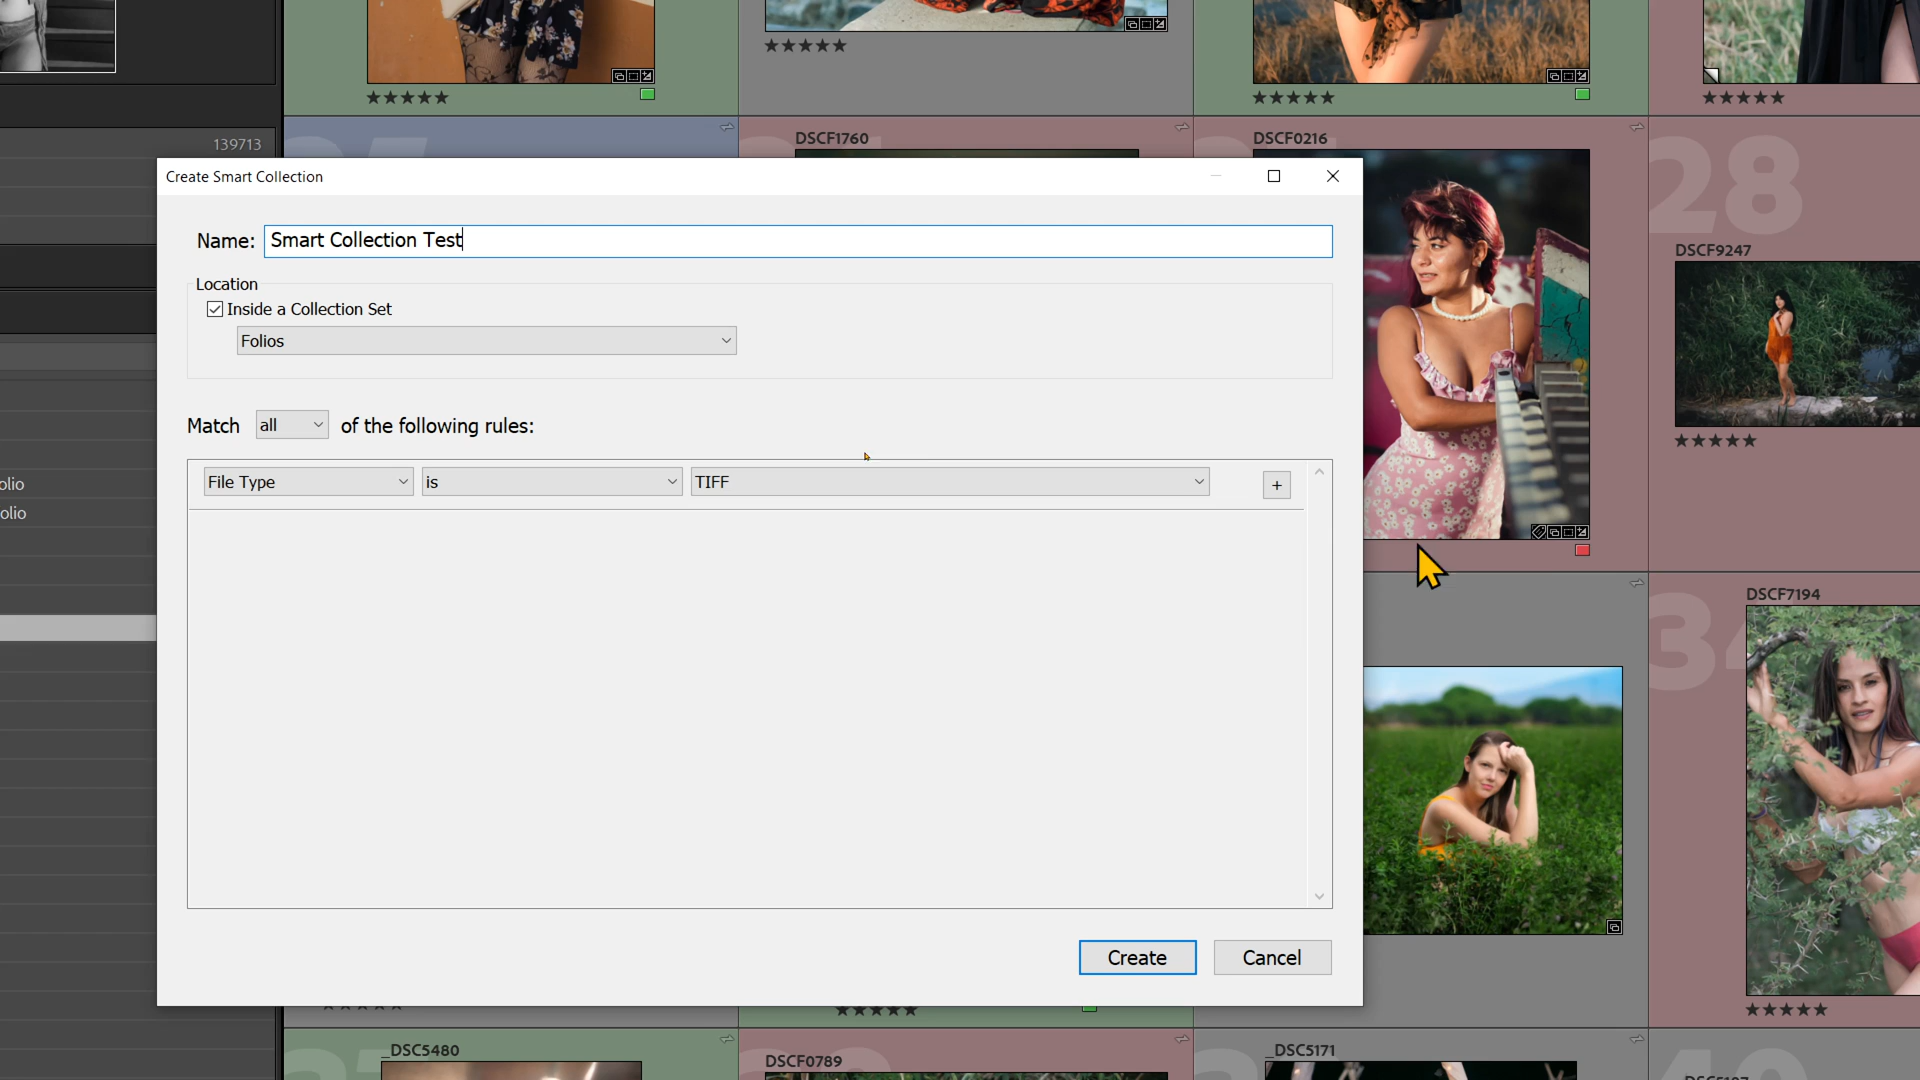 139713
DSCF1760
DSCF0216
28
DSCF9247
Create Smart Collection
Name: Smart Collection Test
Location
Inside a Collection Set
Folios
Match all of the following rules:
File Type is TIFF +
olio
olio
DSCF7194
Create Cancel
_DSC5480
DSCF0789
_DSC5171